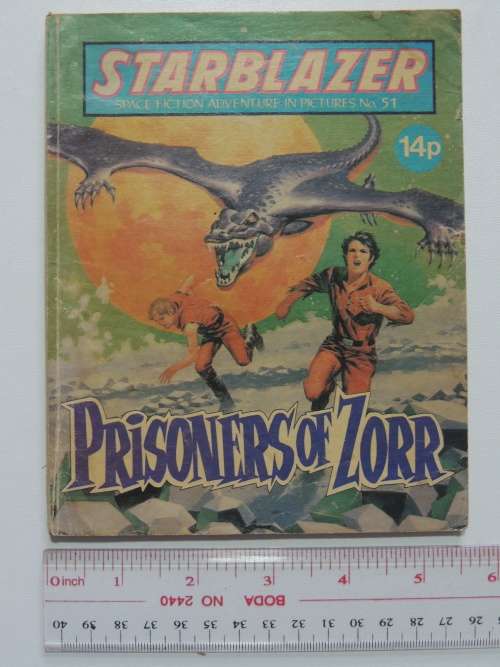 STARBLAZER
SPACE FICTION ADVENTURE IN PICTURES No. 51
14p
PRISONERS OF ZORR
0 inch 1 2 3 4 5 6
BODA NO 2440
40 39 38 37 36 35 34 33 32 31 30 29 28 27 26 25